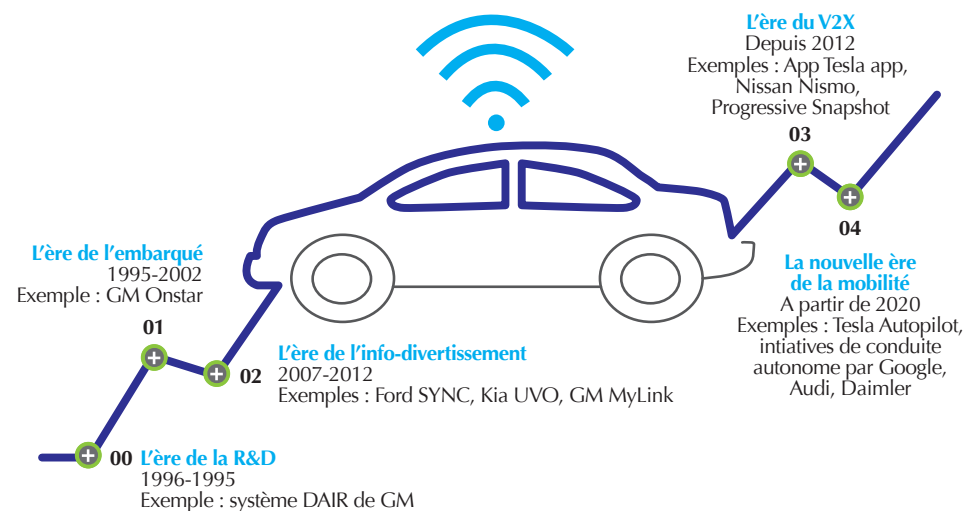 00 L'ère de la R&D
1996-1995
Exemple : système DAIR de GM
L'ère de l'embarqué
1995-2002
Exemple : GM Onstar
01
02
L'ère de l'info-divertissement
2007-2012
Exemples : Ford SYNC, Kia UVO, GM MyLink
L'ère du V2X
Depuis 2012
Exemples : App Tesla app,
Nissan Nismo,
Progressive Snapshot
03
04
La nouvelle ère
de la mobilité
A partir de 2020
Exemples : Tesla Autopilot,
intiatives de conduite
autonome par Google,
Audi, Daimler